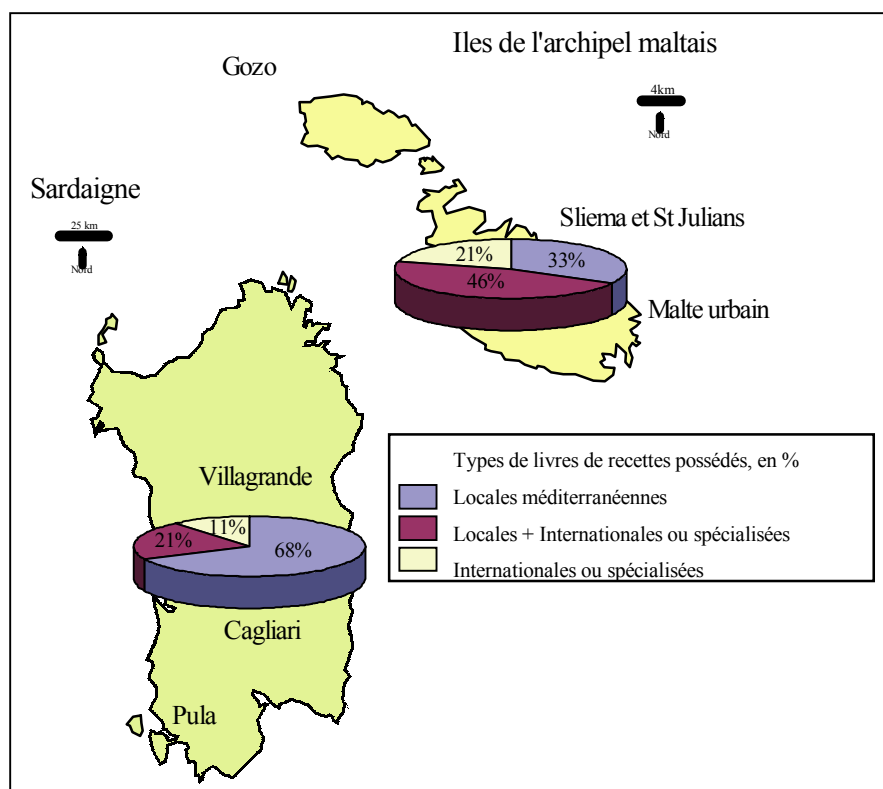 Iles de l'archipel maltais
Gozo
4km
Nord
Sardaigne
25 km
Nord
Sliema et St Julians
21%
33%
46%
Malte urbain
Types de livres de recettes possédés, en %
Locales méditerranéennes
Locales + Internationales ou spécialisées
Internationales ou spécialisées
Villagrande
11%
21%
68%
Cagliari
Pula